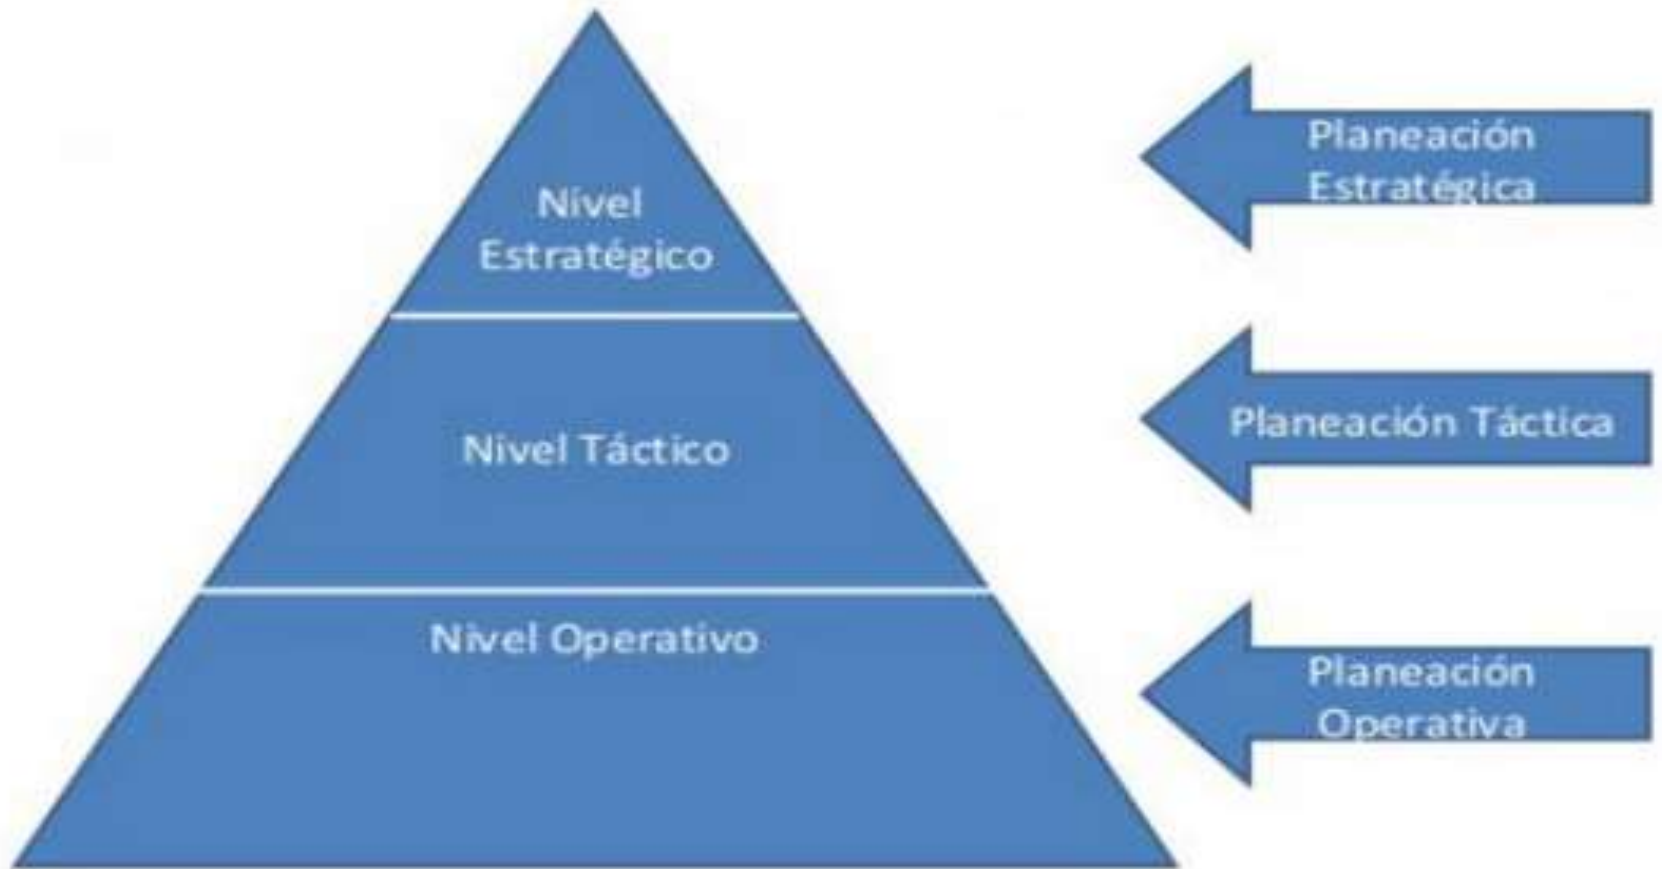 Nivel
Estratégico
Planeación
Estratégica
Nivel Táctico
Planeación Táctica
Nivel Operativo
Planeación
Operativa